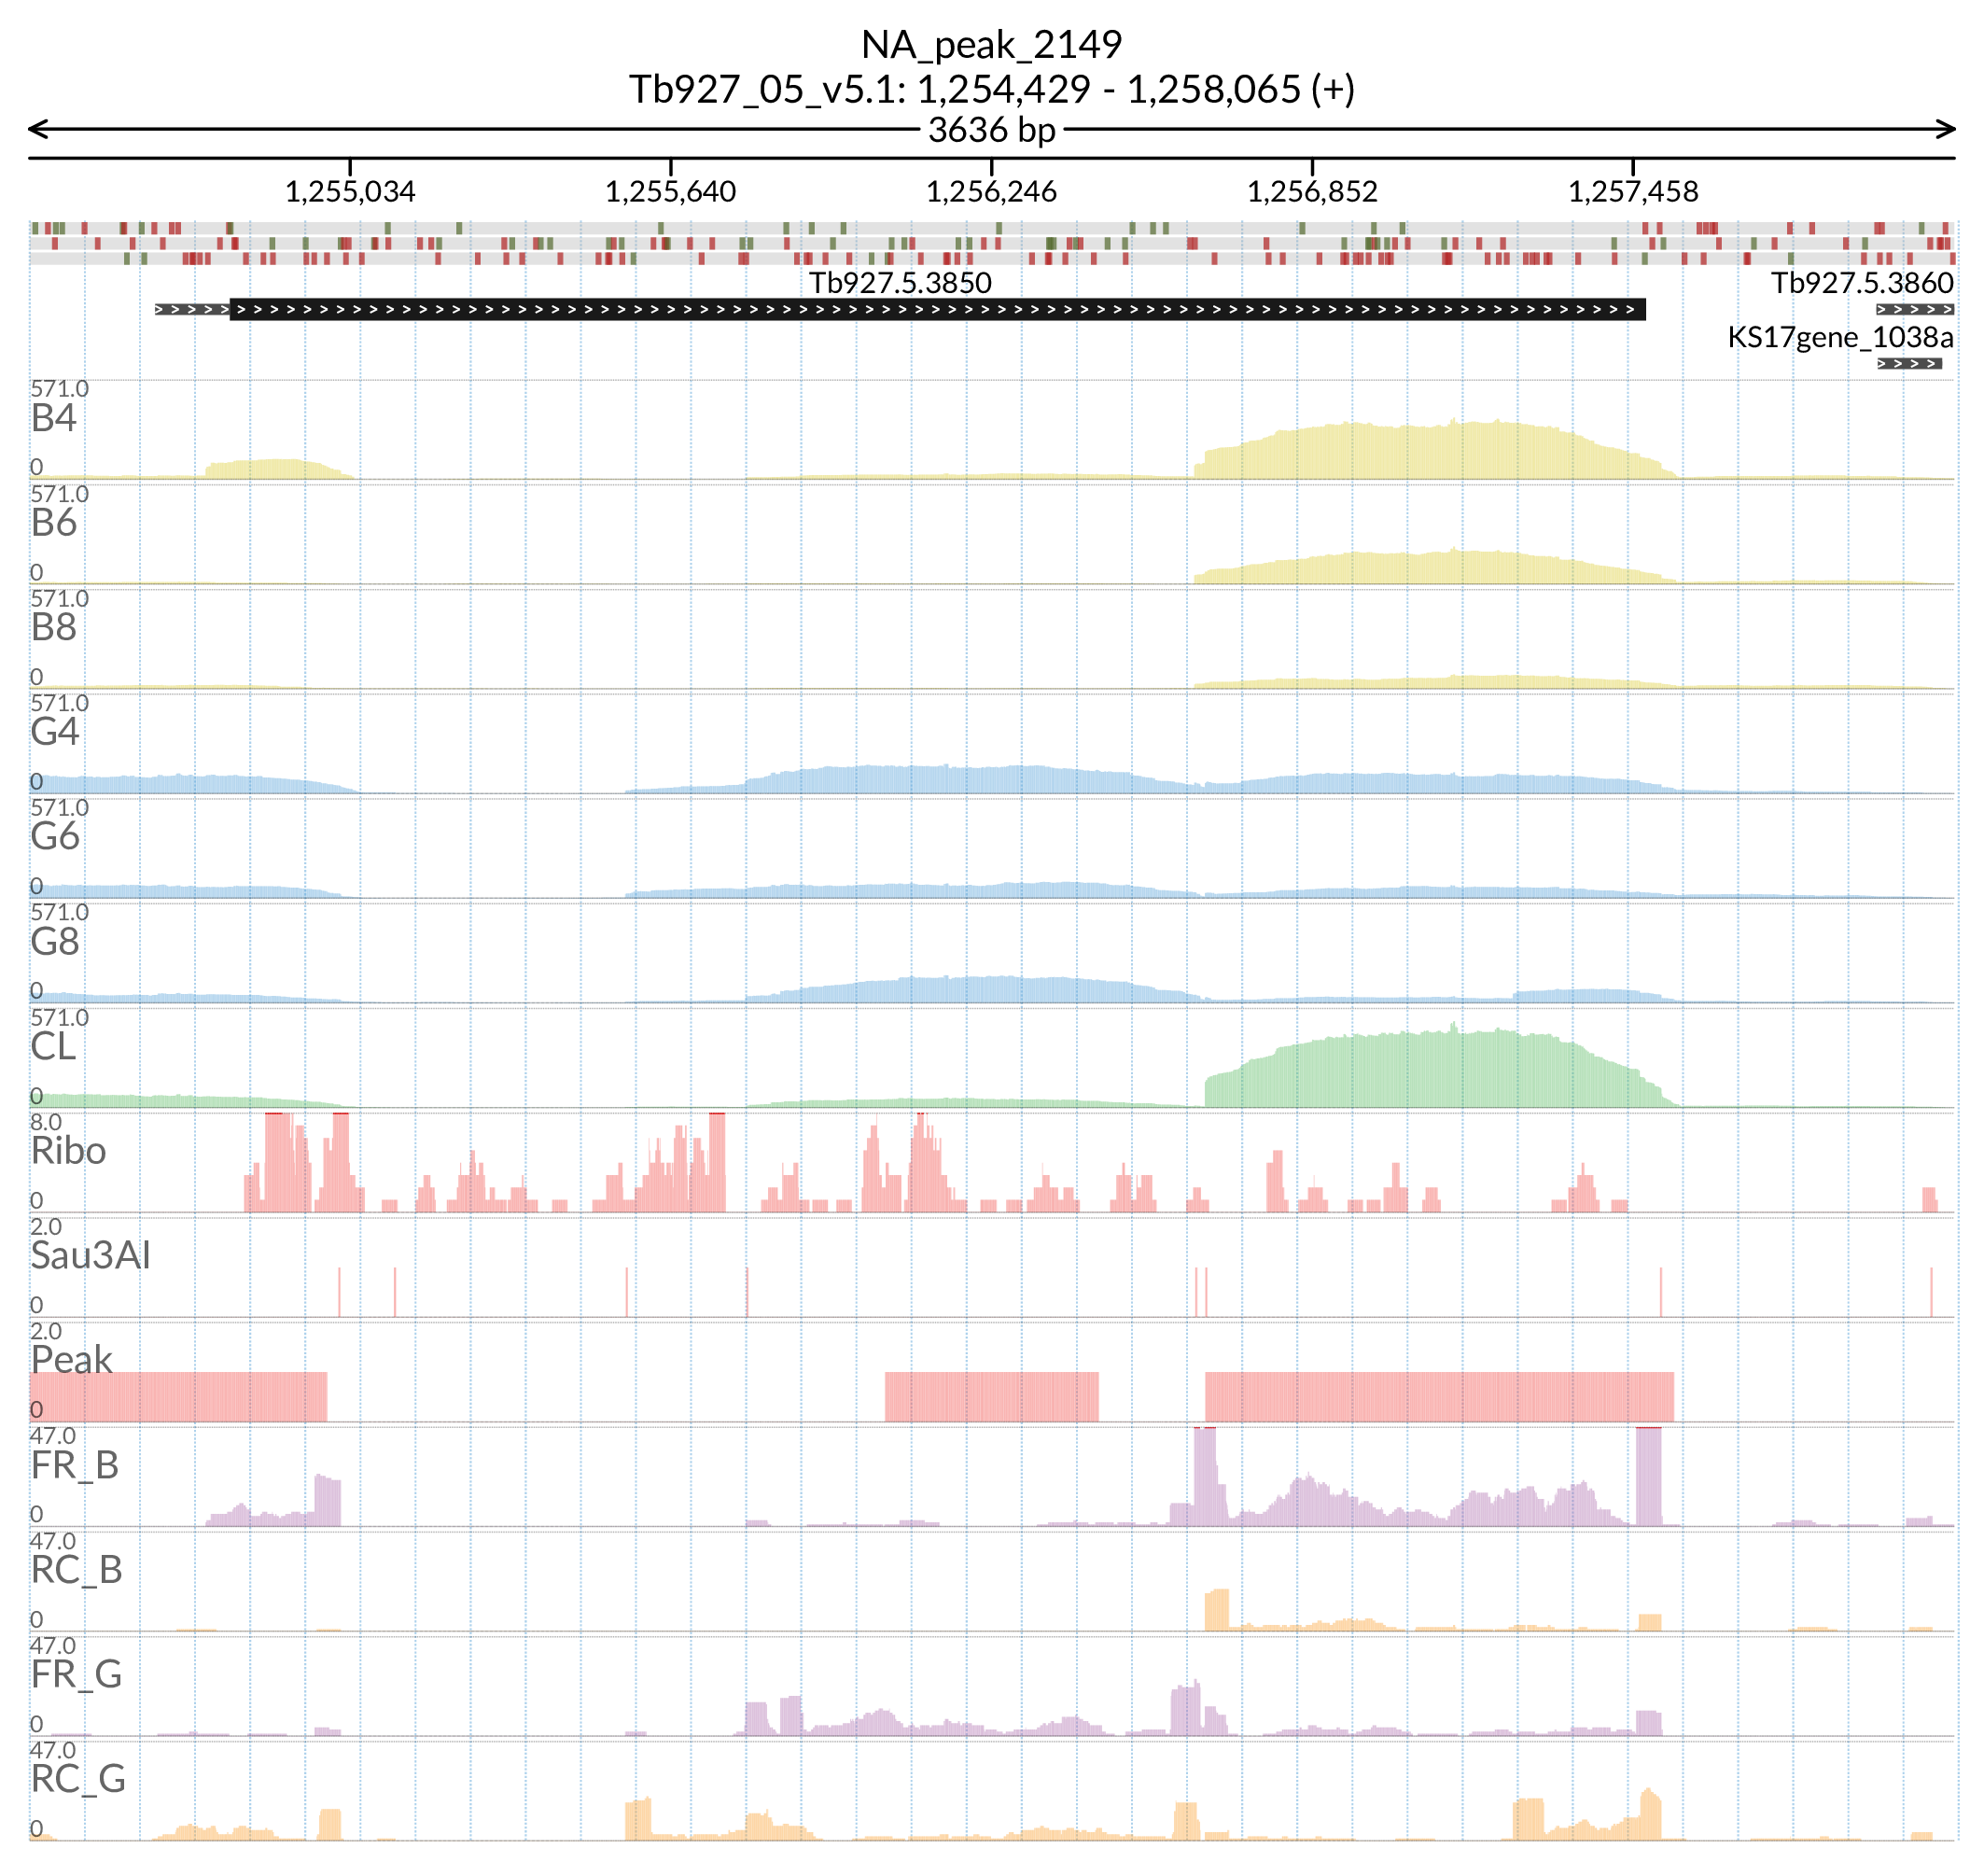 NA_peak_2149
Tb927_05_v5.1: 1,254,429 - 1,258,065 (+)
3636 bp
1,255,034 1,255,640 1,256,246 1,256,852 1,257,458
Tb927.5.3850 Tb927.5.3860
KS17gene_1038a
571.0
B4
0
571.0
B6
0
571.0
B8
0
571.0
G4
0
571.0
G6
0
571.0
G8
0
571.0
CL
0
8.0
Ribo
0
2.0
Sau3AI
0
2.0
Peak
0
47.0
FR_B
0
47.0
RC_B
0
47.0
FR_G
0
47.0
RC_G
0